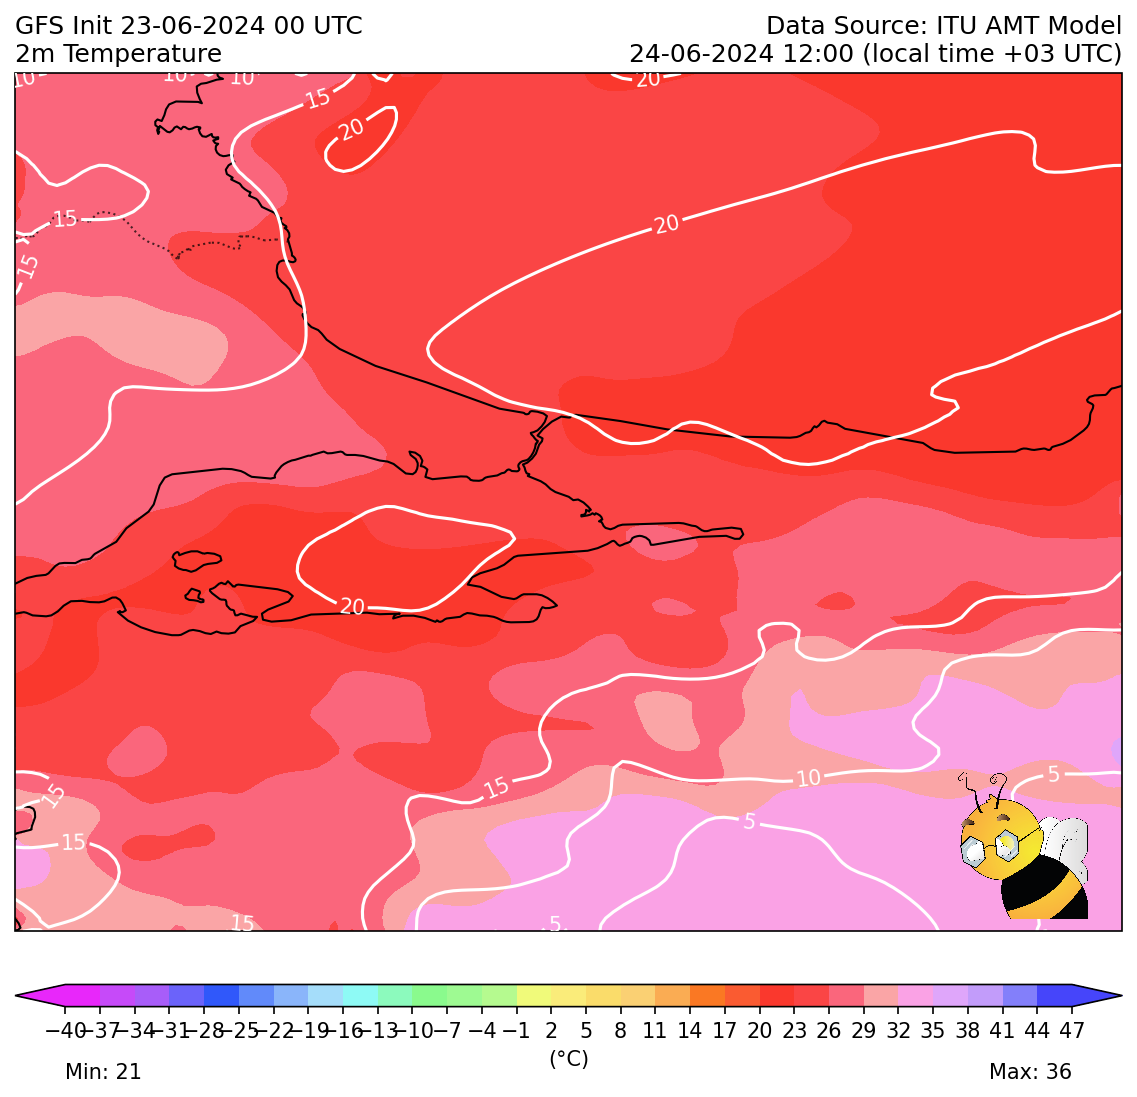 GFS Init 23-06-2024 00 UTC
Data Source: ITU AMT Model
2m Temperature
24-06-2024 12:00 (local time +03 UTC)
10 10 10 20
15
20
20
15
15
20
15
15
10
5
15
5
15
5
−40 −37 −34 −31 −28 −25 −22 −19 −16 −13 −10 −7 −4 −1 2 5 8 11 14 17 20 23 26 29 32 35 38 41 44 47
(°C)
Min: 21
Max: 36